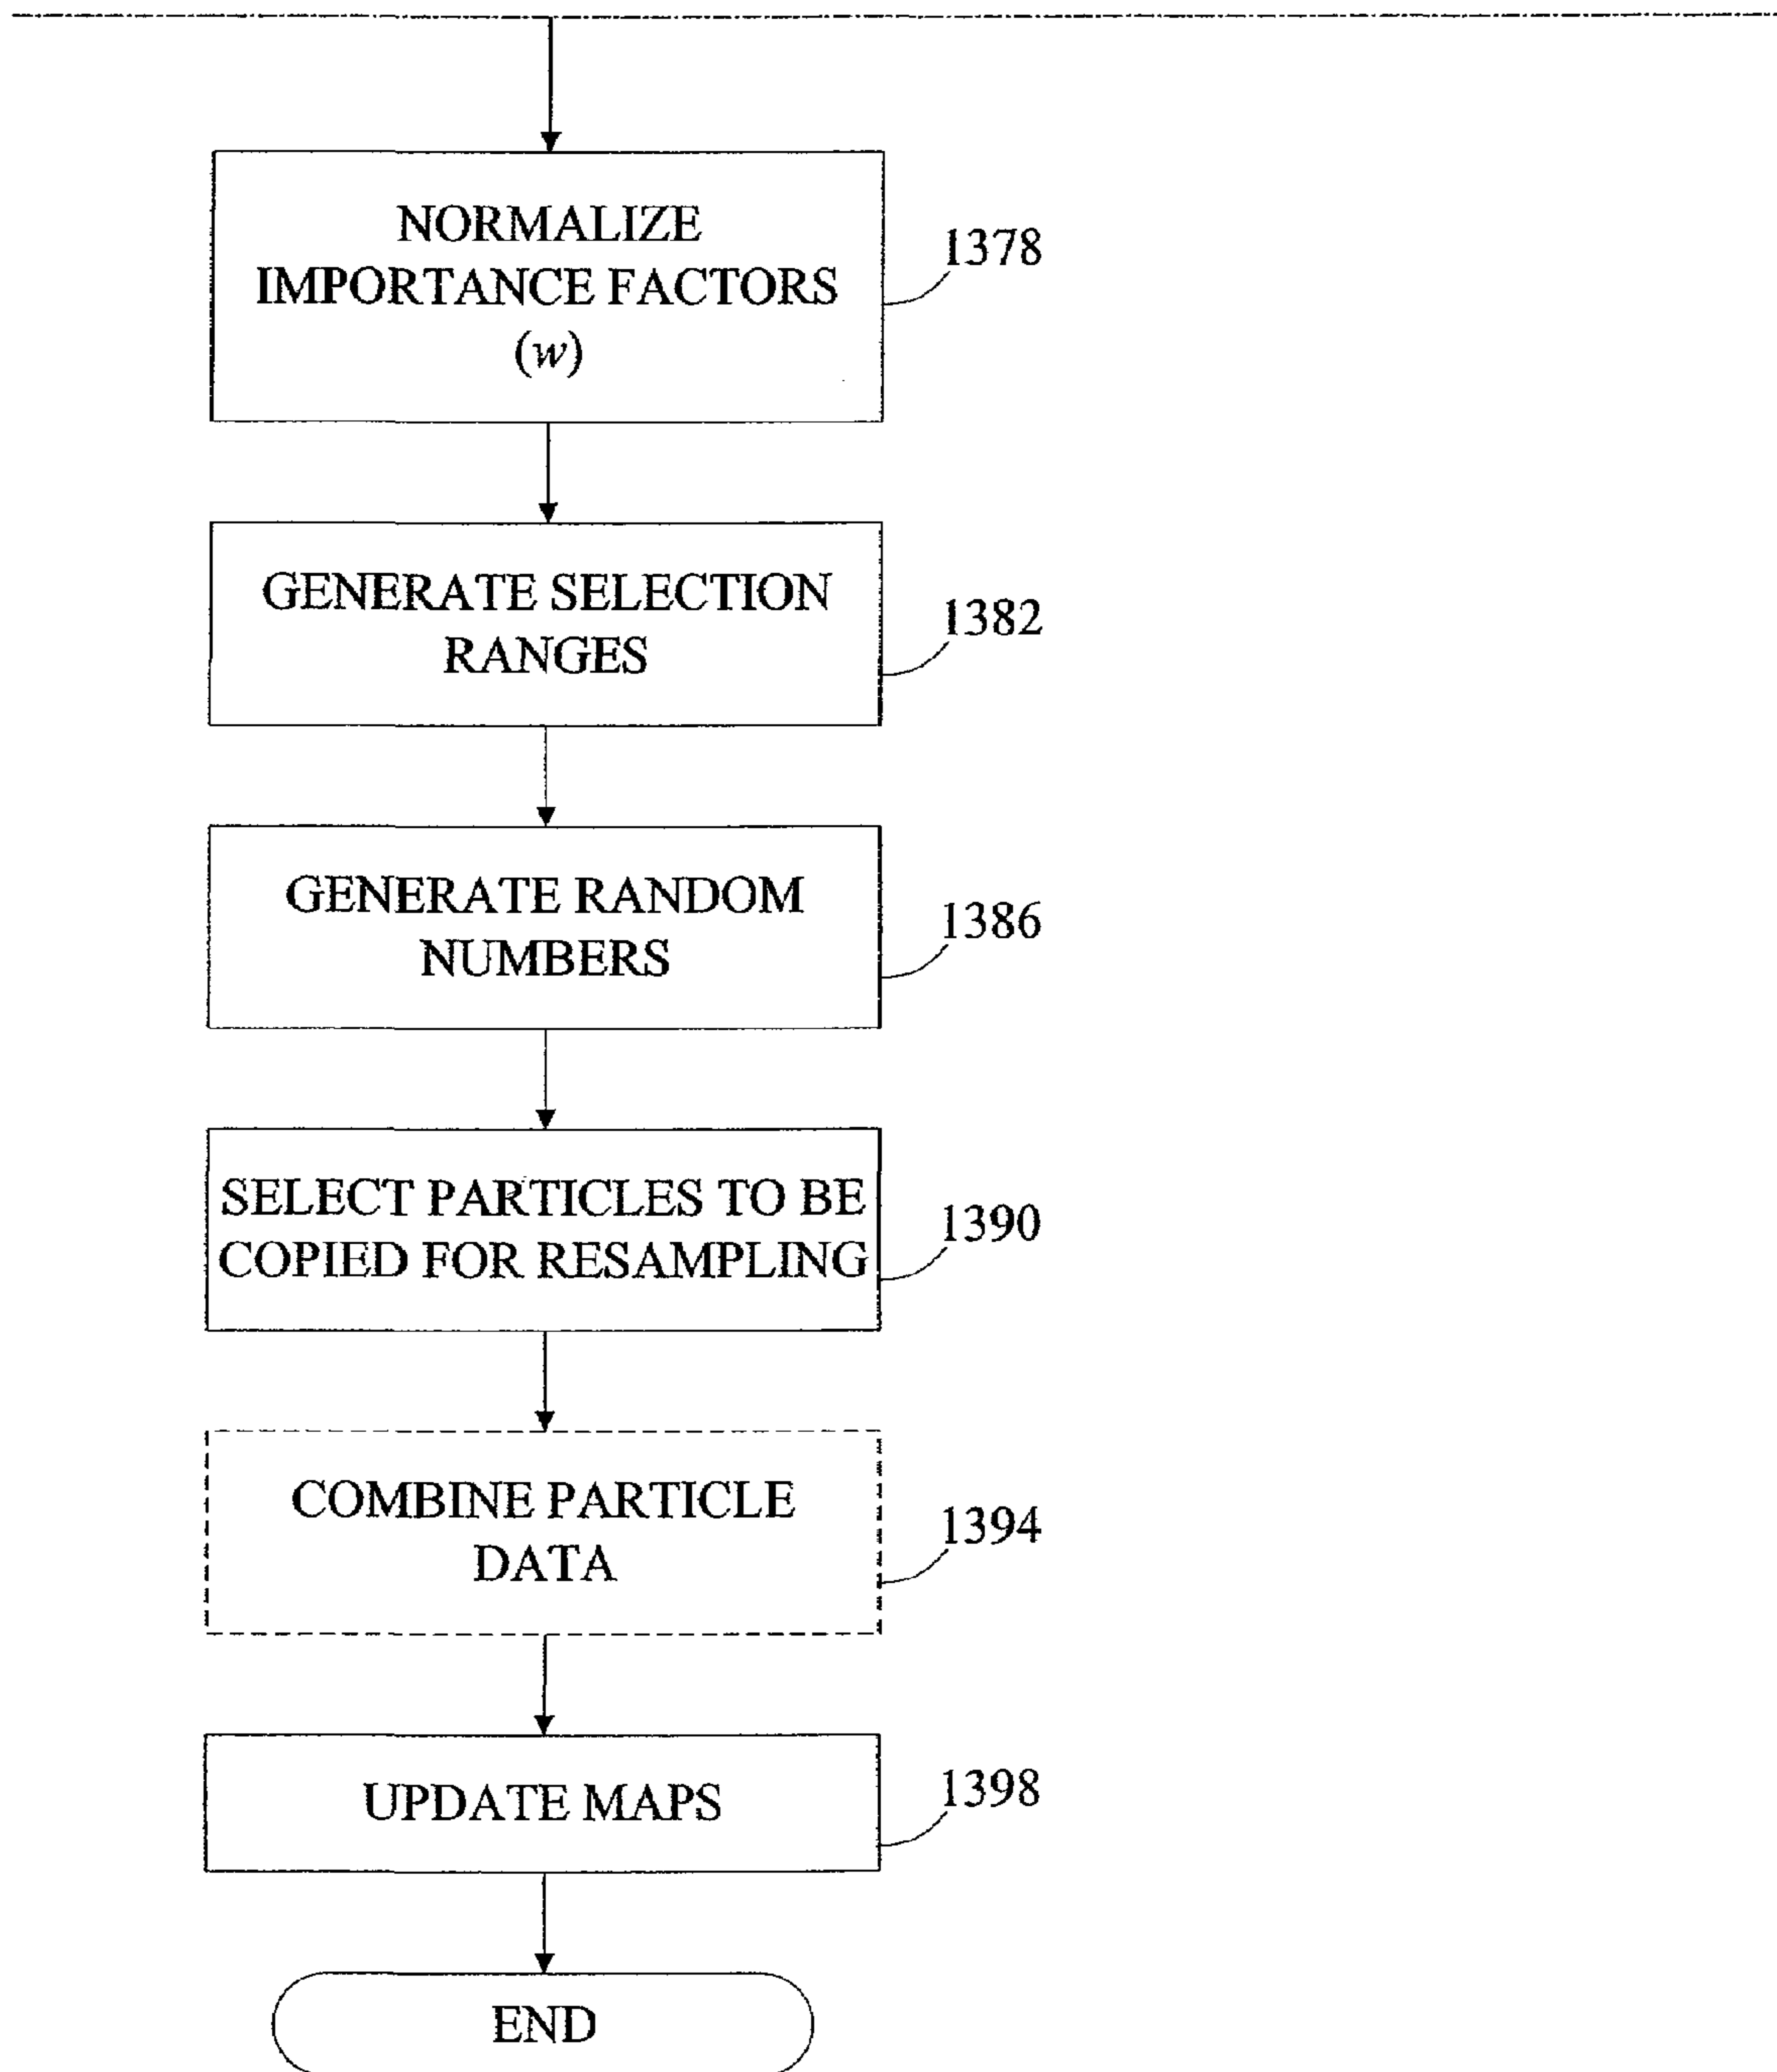 NORMALIZE
IMPORTANCE FACTORS
(w)
1378
GENERATE SELECTION
RANGES
1382
GENERATE RANDOM
NUMBERS
1386
SELECT PARTICLES TO BE
COPIED FOR RESAMPLING
1390
COMBINE PARTICLE
DATA
1394
UPDATE MAPS
1398
END